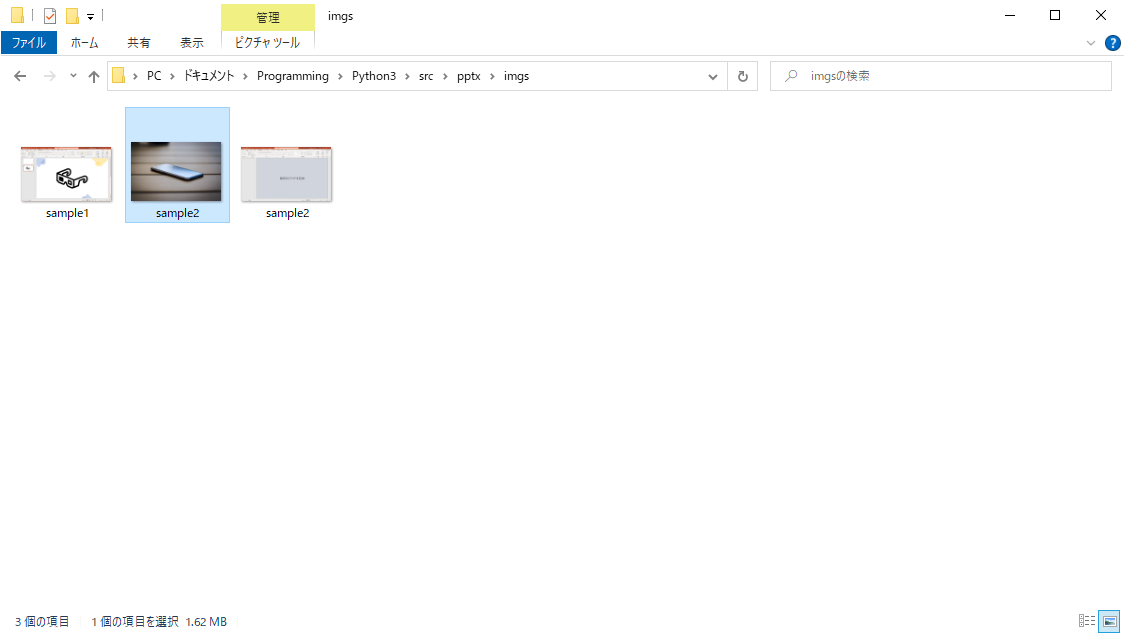 管理
imgs
ファイル
ホーム
共有
表示
ピクチャ ツール
PC › ドキュメント › Programming › Python3 › src › pptx › imgs
imgsの検索
sample1
sample2
sample2
3 個の項目
1 個の項目を選択 1.62 MB